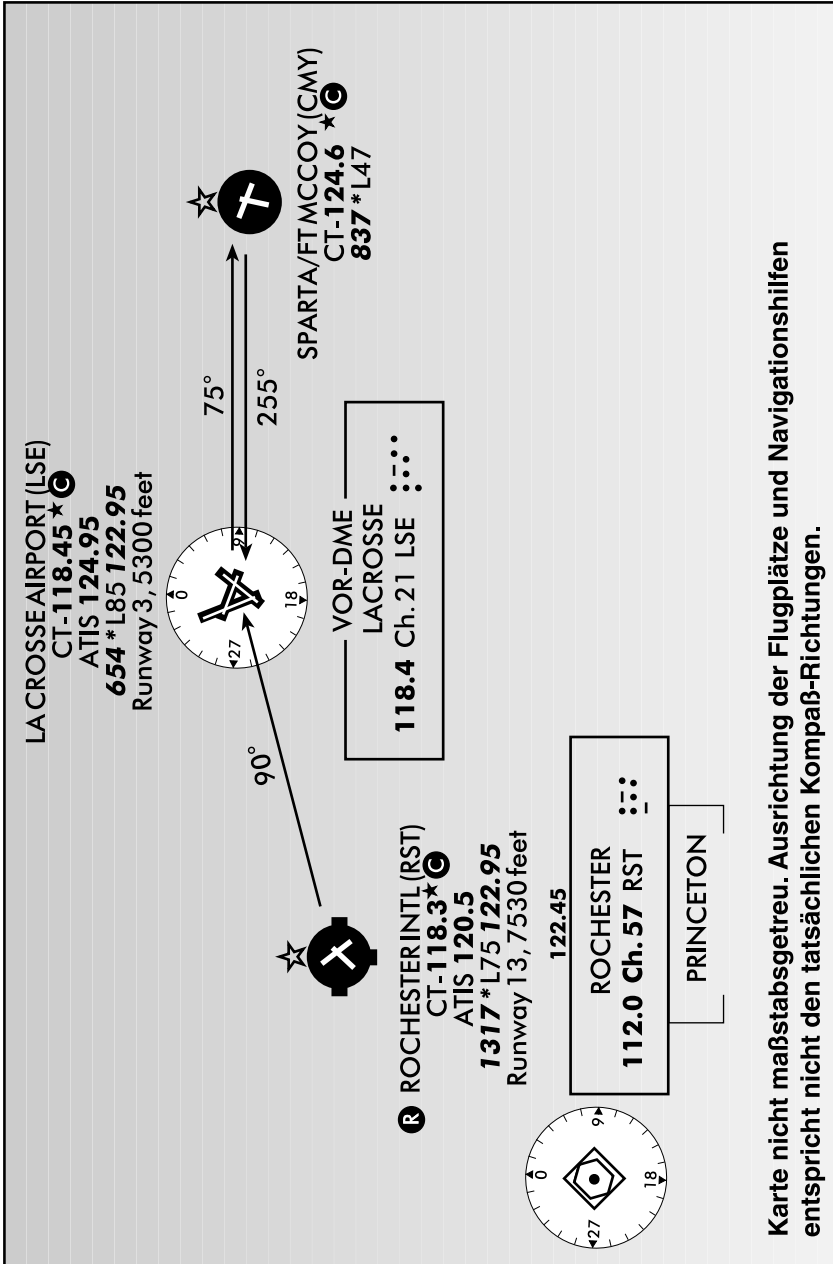 LA CROSSE AIRPORT (LSE)
CT-118.45 ★ C
ATIS 124.95
654 *L85 122.95
Runway 3, 5300 feet
0
9
18
27
90°
75°
255°
SPARTA/FT MCCOY (CMY)
CT-124.6 ★ C
837 *L47
VOR-DME
LACROSSE
118.4 Ch. 21 LSE
R ROCHESTER INTL (RST)
CT-118.3 ★ C
ATIS 120.5
1317 *L75 122.95
Runway 13, 7530 feet
122.45
ROCHESTER
112.0 Ch. 57 RST
PRINCETON
0
9
18
27
Karte nicht maßstabsgetreu. Ausrichtung der Flugplätze und Navigationshilfen
entspricht nicht den tatsächlichen Kompaß-Richtungen.